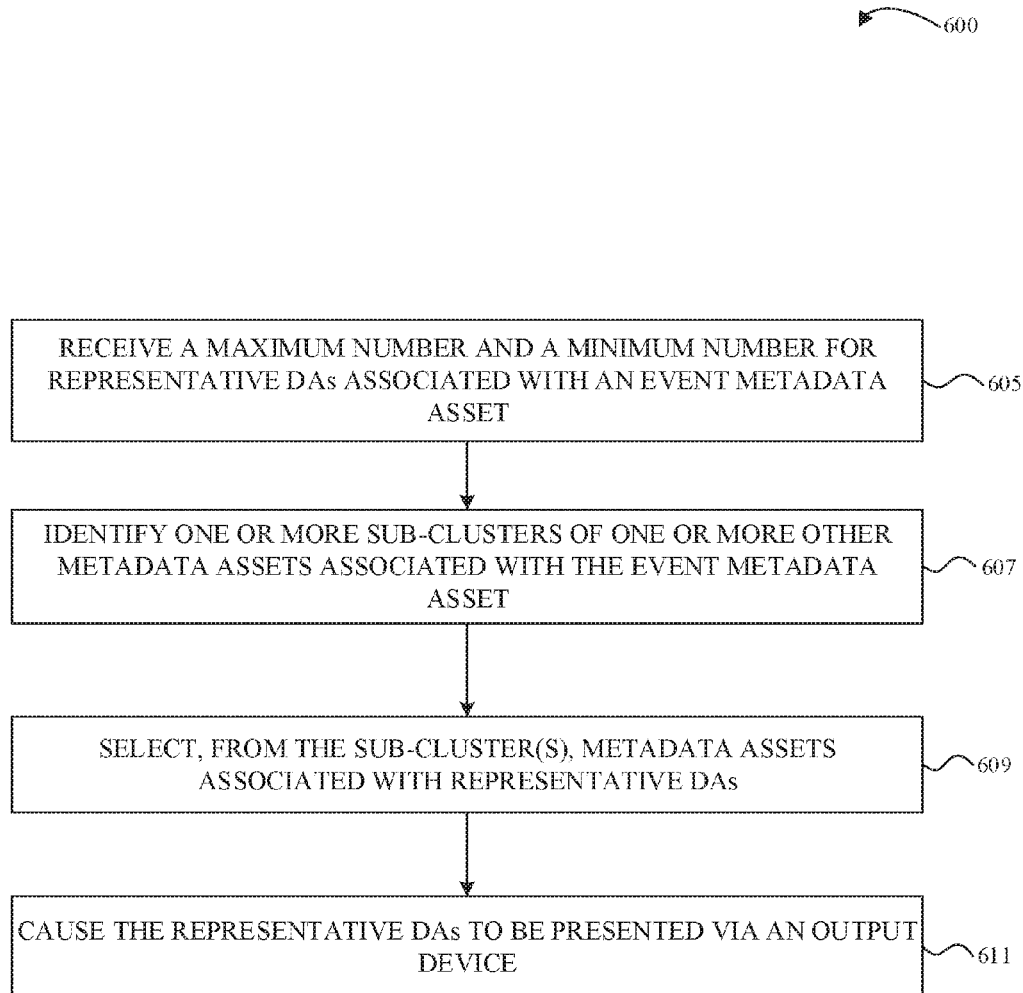 600
RECEIVE A MAXIMUM NUMBER AND A MINIMUM NUMBER FOR
REPRESENTATIVE DAs ASSOCIATED WITH AN EVENT METADATA
ASSET
605
IDENTIFY ONE OR MORE SUB-CLUSTERS OF ONE OR MORE OTHER
METADATA ASSETS ASSOCIATED WITH THE EVENT METADATA
ASSET
607
SELECT, FROM THE SUB-CLUSTER(S), METADATA ASSETS
ASSOCIATED WITH REPRESENTATIVE DAs
609
CAUSE THE REPRESENTATIVE DAs TO BE PRESENTED VIA AN OUTPUT
DEVICE
611